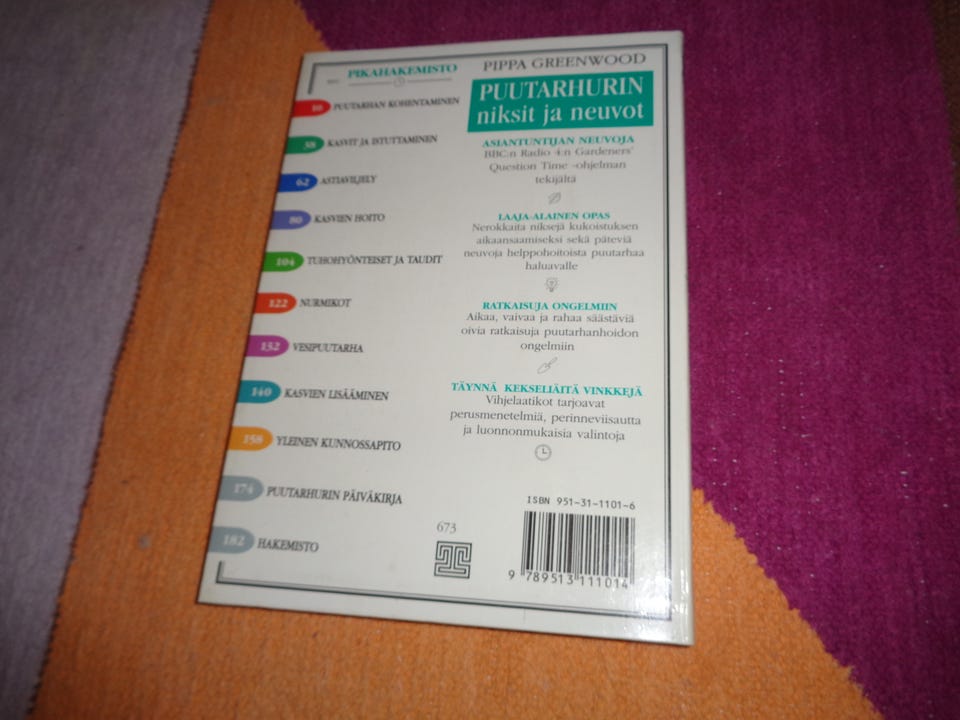 SIVU
PIKAHAKEMISTO
10 PUUTARHAN KOHENTAMINEN
38 KASVIT JA ISTUTTAMINEN
62 ASTIAVILJELY
80 KASVIEN HOITO
104 TUHOHYÖNTEISET JA TAUDIT
122 NURMIKOT
132 VESIPUUTARHA
140 KASVIEN LISÄÄMINEN
158 YLEINEN KUNNOSSAPITO
174 PUUTARHURIN PÄIVÄKIRJA
182 HAKEMISTO
PIPPA GREENWOOD
PUUTARHURIN
niksit ja neuvot
ASIANTUNTIJAN NEUVOJA
BBC:n Radio 4:n Gardeners'
Question Time -ohjelman
tekijältä
LAAJA-ALAINEN OPAS
Nerokkaita niksejä kukoistuksen
aikaansaamiseksi sekä päteviä
neuvoja helppohoitoista puutarhaa
haluavalle
RATKAISUJA ONGELMIIN
Aikaa, vaivaa ja rahaa säästäviä
oivia ratkaisuja puutarhanhoidon
ongelmiin
TÄYNNÄ KEKSELIÄITÄ VINKKEJÄ
Vihjelaatikot tarjoavat
perusmenetelmiä, perinneviisautta
ja luonnonmukaisia valintoja
673
ISBN 951-31-1101-6
9 789513 111014